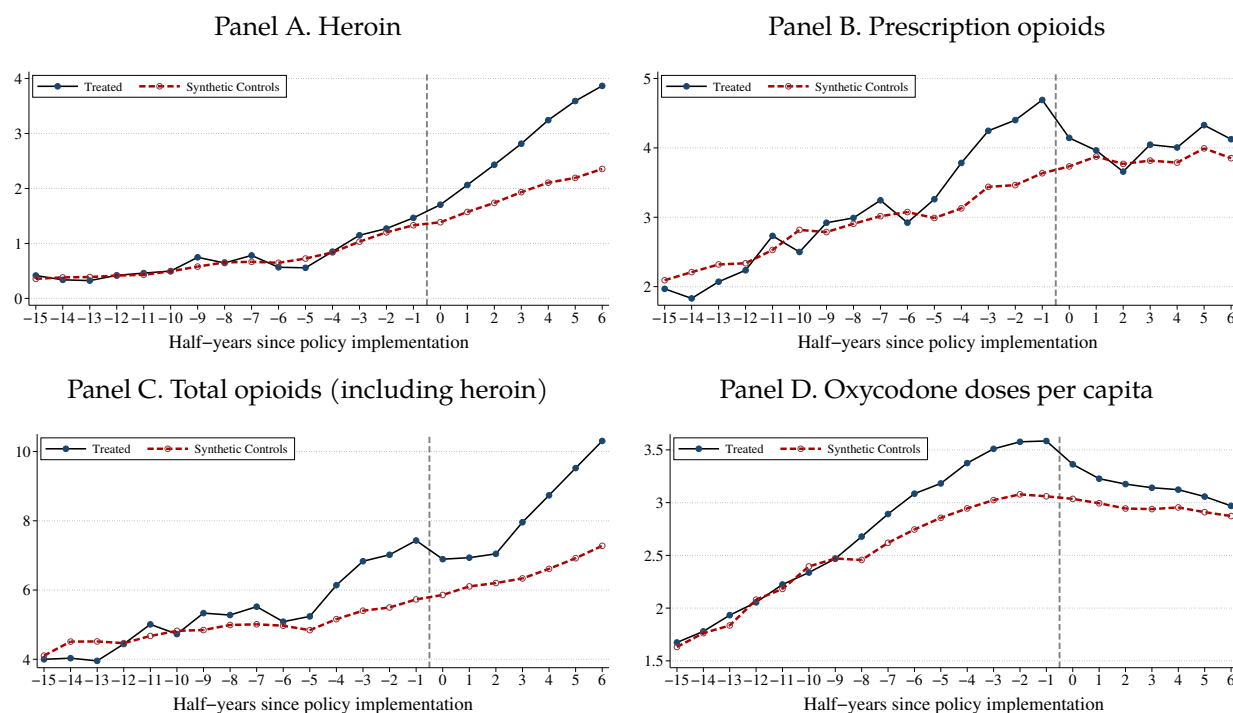 Panel A. Heroin
Treated
Synthetic Controls
4
3
2
1
0
−15 −14 −13 −12 −11 −10 −9 −8 −7 −6 −5 −4 −3 −2 −1 0 1 2 3 4 5 6
Half−years since policy implementation
Panel B. Prescription opioids
Treated
Synthetic Controls
5
4
3
2
−15 −14 −13 −12 −11 −10 −9 −8 −7 −6 −5 −4 −3 −2 −1 0 1 2 3 4 5 6
Half−years since policy implementation
Panel C. Total opioids (including heroin)
Treated
Synthetic Controls
10
8
6
4
−15 −14 −13 −12 −11 −10 −9 −8 −7 −6 −5 −4 −3 −2 −1 0 1 2 3 4 5 6
Half−years since policy implementation
Panel D. Oxycodone doses per capita
Treated
Synthetic Controls
3.5
3
2.5
2
1.5
−15 −14 −13 −12 −11 −10 −9 −8 −7 −6 −5 −4 −3 −2 −1 0 1 2 3 4 5 6
Half−years since policy implementation